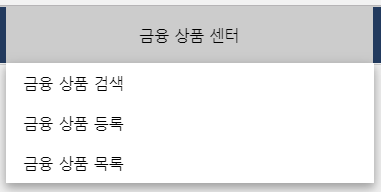 금융 상품 센터
금융 상품 검색
금융 상품 등록
금융 상품 목록